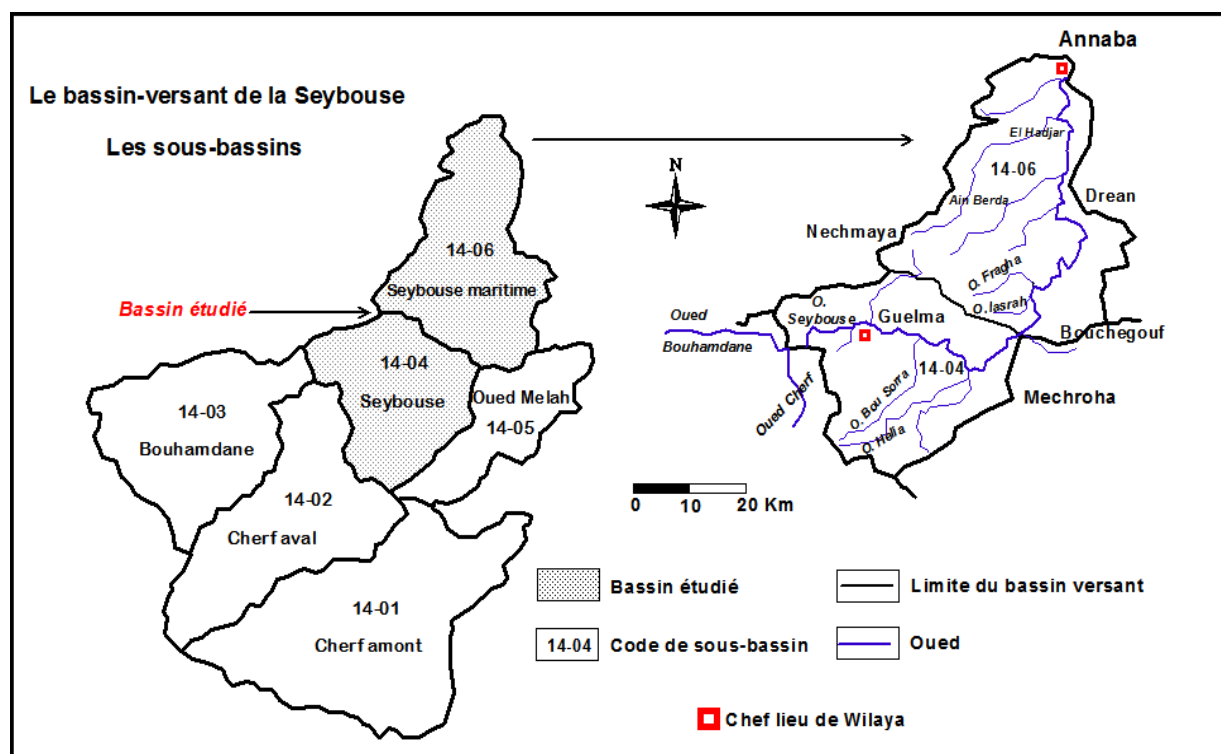 Le bassin-versant de la Seybouse
Les sous-bassins
14-06
Seybouse maritime
Bassin étudié
14-04
Seybouse
Oued Melah
14-05
14-03
Bouhamdane
14-02
Cherf aval
14-01
Cherf amont
N
Annaba
El Hadjar
14-06
Ain Berda
Drean
Nechmaya
O. Fragha
O. Iasrah
O.
Seybouse
Guelma
Oued
Bouhamdane
Bouchegouf
14-04
O. Bou Sorra
Oued Cherf
O. Helia
Mechroha
0 10 20 Km
Bassin étudié
Limite du bassin versant
14-04
Code de sous-bassin
Oued
Chef lieu de Wilaya